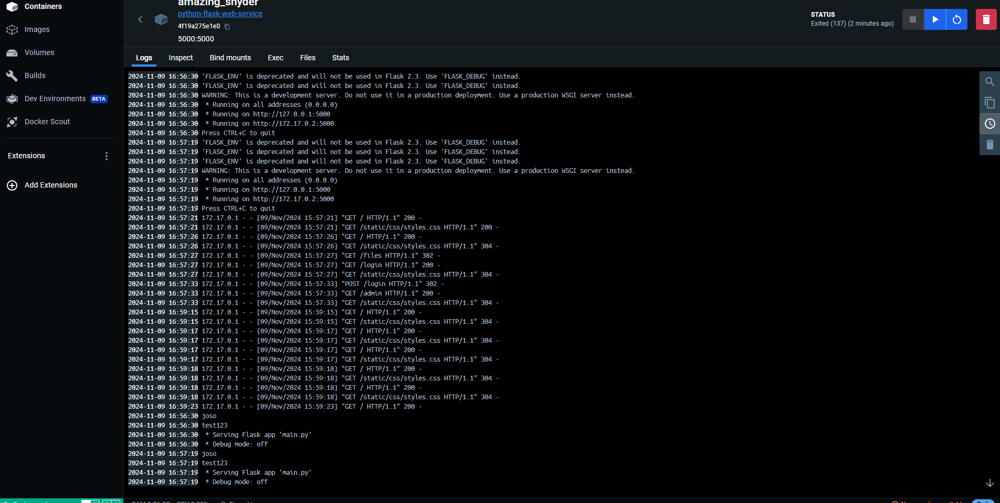 Containers
Images
Volumes
Builds
Dev Environments BETA
Docker Scout
Extensions
Add Extensions
amazing_snyder
python-flask-web-service
4f19a275e1e0
5000:5000
STATUS
Exited (137) (2 minutes ago)
Logs Inspect Bind mounts Exec Files Stats
2024-11-09 16:56:30 'FLASK_ENV' is deprecated and will not be used in Flask 2.3. Use 'FLASK_DEBUG' instead.
2024-11-09 16:56:30 'FLASK_ENV' is deprecated and will not be used in Flask 2.3. Use 'FLASK_DEBUG' instead.
2024-11-09 16:56:30 WARNING: This is a development server. Do not use it in a production deployment. Use a production WSGI server instead.
2024-11-09 16:56:30  * Running on all addresses (0.0.0.0)
2024-11-09 16:56:30  * Running on http://127.0.0.1:5000
2024-11-09 16:56:30  * Running on http://172.17.0.2:5000
2024-11-09 16:56:30 Press CTRL+C to quit
2024-11-09 16:57:19 'FLASK_ENV' is deprecated and will not be used in Flask 2.3. Use 'FLASK_DEBUG' instead.
2024-11-09 16:57:19 'FLASK_ENV' is deprecated and will not be used in Flask 2.3. Use 'FLASK_DEBUG' instead.
2024-11-09 16:57:19 'FLASK_ENV' is deprecated and will not be used in Flask 2.3. Use 'FLASK_DEBUG' instead.
2024-11-09 16:57:19 WARNING: This is a development server. Do not use it in a production deployment. Use a production WSGI server instead.
2024-11-09 16:57:19  * Running on all addresses (0.0.0.0)
2024-11-09 16:57:19  * Running on http://127.0.0.1:5000
2024-11-09 16:57:19  * Running on http://172.17.0.2:5000
2024-11-09 16:57:19 Press CTRL+C to quit
2024-11-09 16:57:21 172.17.0.1 - - [09/Nov/2024 15:57:21] "GET / HTTP/1.1" 200 -
2024-11-09 16:57:21 172.17.0.1 - - [09/Nov/2024 15:57:21] "GET /static/css/styles.css HTTP/1.1" 200 -
2024-11-09 16:57:26 172.17.0.1 - - [09/Nov/2024 15:57:26] "GET / HTTP/1.1" 200 -
2024-11-09 16:57:26 172.17.0.1 - - [09/Nov/2024 15:57:26] "GET /static/css/styles.css HTTP/1.1" 304 -
2024-11-09 16:57:27 172.17.0.1 - - [09/Nov/2024 15:57:27] "GET /files HTTP/1.1" 302 -
2024-11-09 16:57:27 172.17.0.1 - - [09/Nov/2024 15:57:27] "GET /login HTTP/1.1" 200 -
2024-11-09 16:57:27 172.17.0.1 - - [09/Nov/2024 15:57:27] "GET /static/css/styles.css HTTP/1.1" 304 -
2024-11-09 16:57:33 172.17.0.1 - - [09/Nov/2024 15:57:33] "POST /login HTTP/1.1" 302 -
2024-11-09 16:57:33 172.17.0.1 - - [09/Nov/2024 15:57:33] "GET /admin HTTP/1.1" 200 -
2024-11-09 16:57:33 172.17.0.1 - - [09/Nov/2024 15:57:33] "GET /static/css/styles.css HTTP/1.1" 304 -
2024-11-09 16:59:15 172.17.0.1 - - [09/Nov/2024 15:59:15] "GET / HTTP/1.1" 200 -
2024-11-09 16:59:15 172.17.0.1 - - [09/Nov/2024 15:59:15] "GET /static/css/styles.css HTTP/1.1" 304 -
2024-11-09 16:59:17 172.17.0.1 - - [09/Nov/2024 15:59:17] "GET / HTTP/1.1" 200 -
2024-11-09 16:59:17 172.17.0.1 - - [09/Nov/2024 15:59:17] "GET /static/css/styles.css HTTP/1.1" 304 -
2024-11-09 16:59:17 172.17.0.1 - - [09/Nov/2024 15:59:17] "GET / HTTP/1.1" 200 -
2024-11-09 16:59:17 172.17.0.1 - - [09/Nov/2024 15:59:17] "GET /static/css/styles.css HTTP/1.1" 304 -
2024-11-09 16:59:18 172.17.0.1 - - [09/Nov/2024 15:59:18] "GET / HTTP/1.1" 200 -
2024-11-09 16:59:18 172.17.0.1 - - [09/Nov/2024 15:59:18] "GET /static/css/styles.css HTTP/1.1" 304 -
2024-11-09 16:59:18 172.17.0.1 - - [09/Nov/2024 15:59:18] "GET / HTTP/1.1" 200 -
2024-11-09 16:59:18 172.17.0.1 - - [09/Nov/2024 15:59:18] "GET /static/css/styles.css HTTP/1.1" 304 -
2024-11-09 16:59:23 172.17.0.1 - - [09/Nov/2024 15:59:23] "GET / HTTP/1.1" 200 -
2024-11-09 16:56:30 joso
2024-11-09 16:56:30 test123
2024-11-09 16:56:30  * Serving Flask app 'main.py'
2024-11-09 16:56:30  * Debug mode: off
2024-11-09 16:57:19 joso
2024-11-09 16:57:19 test123
2024-11-09 16:57:19  * Serving Flask app 'main.py'
2024-11-09 16:57:19  * Debug mode: off